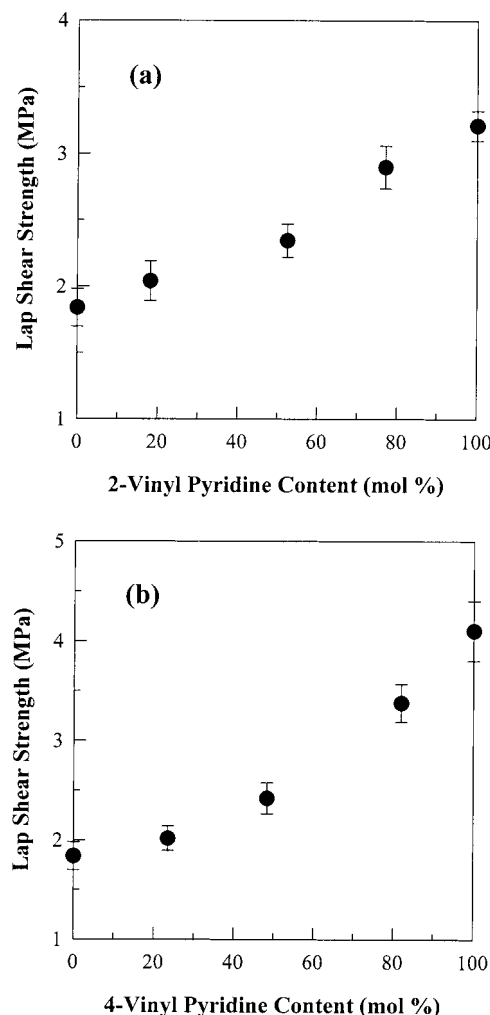 4
(a)
3
Lap Shear Strength (MPa)
2
1
0 20 40 60 80 100
2-Vinyl Pyridine Content (mol %)
5
(b)
4
Lap Shear Strength (MPa)
3
2
1
0 20 40 60 80 100
4-Vinyl Pyridine Content (mol %)